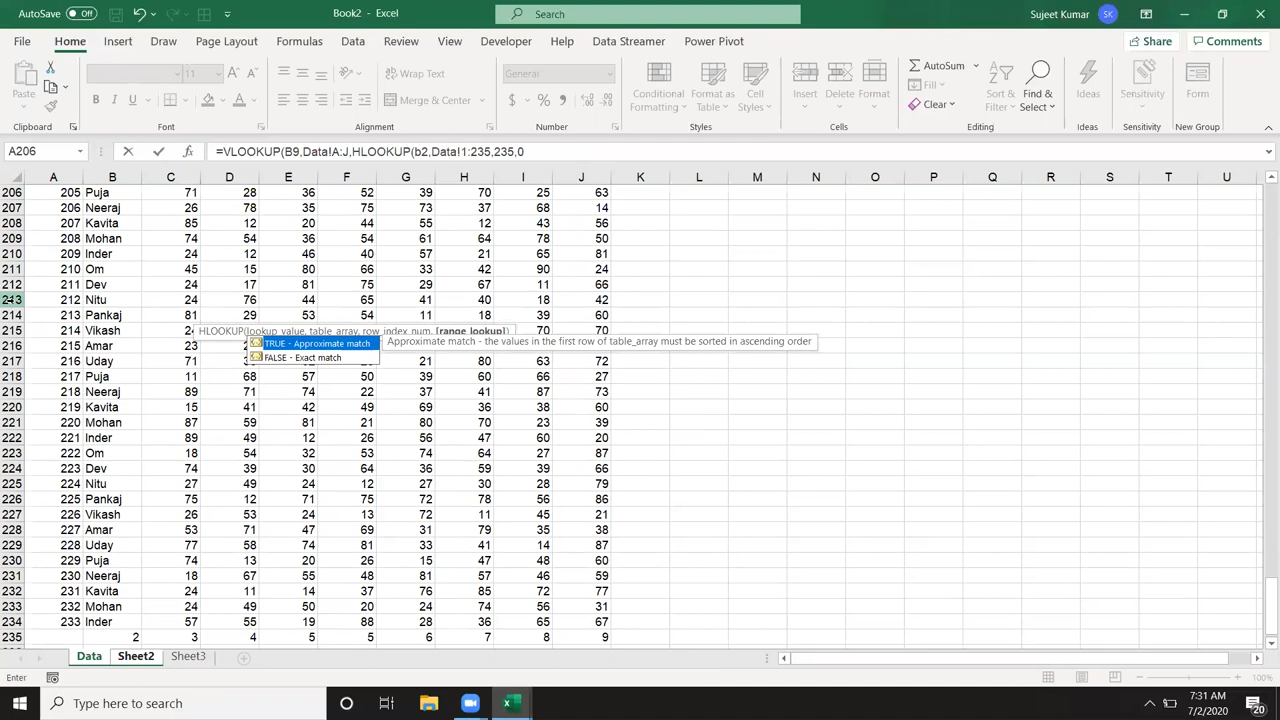 AutoSave Off Book2 - Excel Search Sujeet Kumar SK
File Home Insert Draw Page Layout Formulas Data Review View Developer Help Data Streamer Power Pivot Share Comments
Paste 11 Wrap Text General Conditional Formatting Format as Table Cell Styles Insert Delete Format AutoSum Fill Clear Sort & Filter Find & Select Ideas Sensitivity Form
B I U A Merge & Center $ %
Clipboard Font Alignment Number Styles Cells Editing Ideas Sensitivity Form
A206 fx =VLOOKUP(B9,Data!A:J,HLOOKUP(b2,Data!1:235,235,0
A B C D E F G H I J K L M N O P Q R S T U
206 205 Puja 71 28 36 52 39 70 25 63
207 206 Neeraj 26 78 35 75 73 37 68 14
208 207 Kavita 85 12 20 44 55 12 43 56
209 208 Mohan 74 54 36 54 61 64 78 50
210 209 Inder 24 12 46 40 57 21 65 81
211 210 Om 45 15 80 66 33 42 90 24
212 211 Dev 24 17 81 75 29 67 11 66
213 212 Nitu 24 76 44 65 41 40 18 42
214 213 Pankaj 81 29 53 54 11 18 39 60
215 214 Vikash HLOOKUP(lookup_value, table_array, row_index_num, [range_lookup]) 70 70
216 215 Amar TRUE - Approximate match Approximate match - the values in the first row of table_array must be sorted in ascending order
217 216 Uday FALSE - Exact match 73 72
218 217 Puja 11 68 57 50 39 60 66 27
219 218 Neeraj 89 71 74 22 37 41 87 73
220 219 Kavita 15 41 42 49 69 36 38 60
221 220 Mohan 87 59 81 21 80 70 23 39
222 221 Inder 89 49 12 26 56 47 60 20
223 222 Om 18 54 32 53 74 64 27 87
224 223 Dev 74 39 30 64 36 59 39 66
225 224 Nitu 27 49 24 12 27 30 28 79
226 225 Pankaj 75 12 71 75 72 78 56 86
227 226 Vikash 26 53 24 13 72 11 45 21
228 227 Amar 53 71 47 69 31 79 35 38
229 228 Uday 77 58 74 81 33 41 14 87
230 229 Puja 74 13 20 26 15 47 48 60
231 230 Neeraj 18 67 55 48 81 57 46 59
232 231 Kavita 24 11 14 37 76 85 72 77
233 232 Mohan 24 49 50 20 24 74 56 31
234 233 Inder 57 55 19 88 28 65 65 67
235 2 3 4 5 5 6 7 8 9
Data Sheet2 Sheet3
Enter 100%
Type here to search 7:31 AM
7/2/2020 20